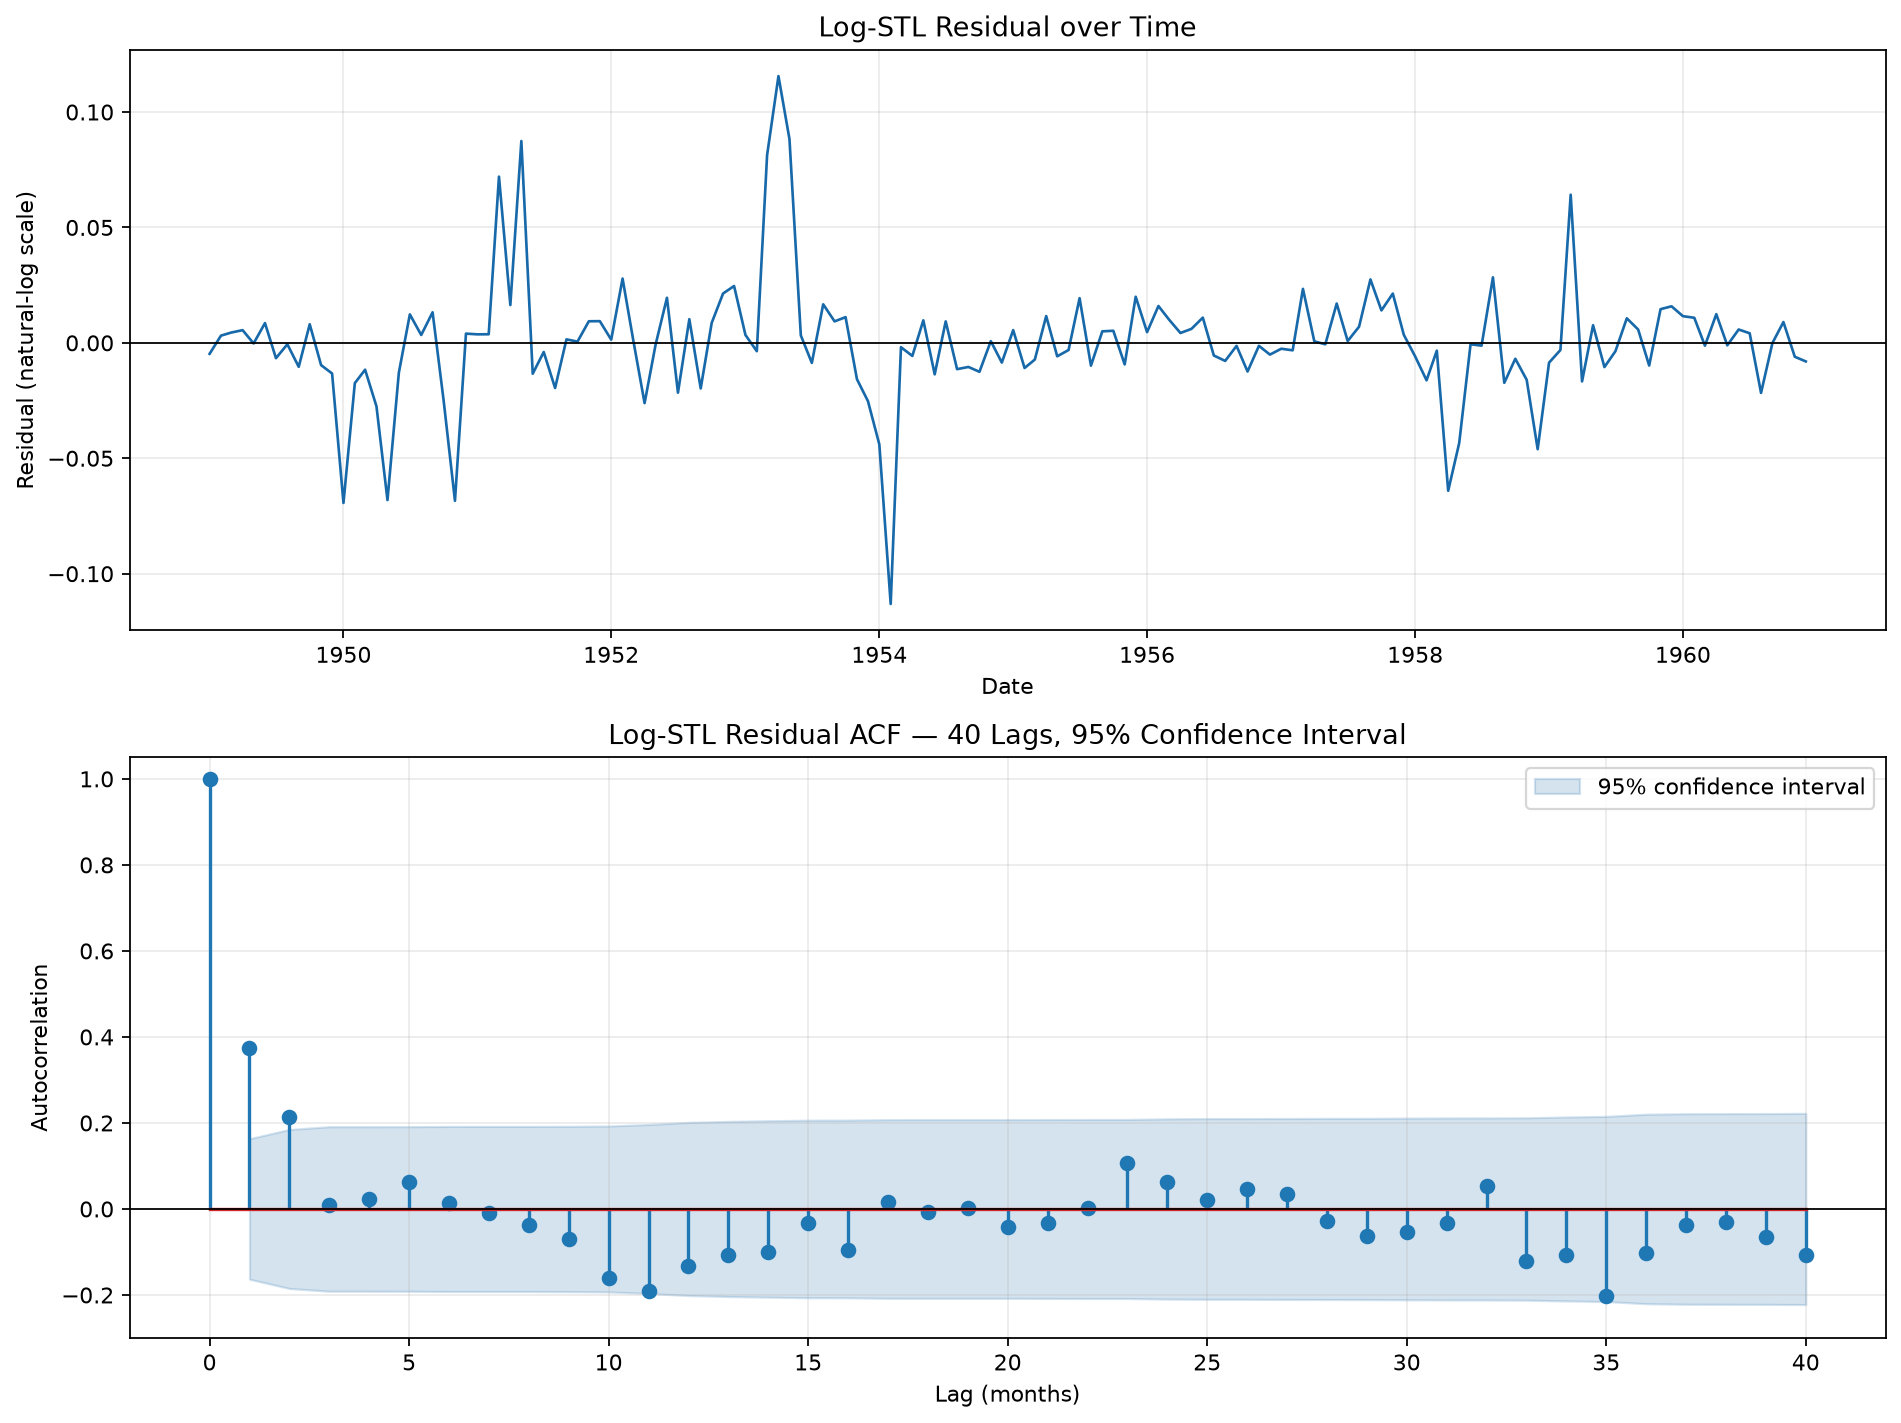 Log-STL Residual over Time
Residual (natural-log scale)
0.10
0.05
0.00
−0.05
−0.10
1950 1952 1954 1956 1958 1960
Date
Log-STL Residual ACF — 40 Lags, 95% Confidence Interval
95% confidence interval
Autocorrelation
1.0
0.8
0.6
0.4
0.2
0.0
−0.2
0 5 10 15 20 25 30 35 40
Lag (months)